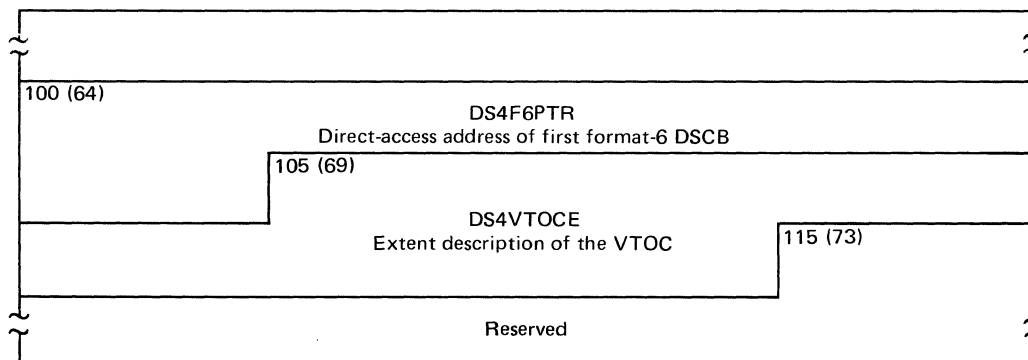 100 (64)
DS4F6PTR
Direct-access address of first format-6 DSCB
105 (69)
DS4VTOCE
Extent description of the VTOC
115 (73)
Reserved